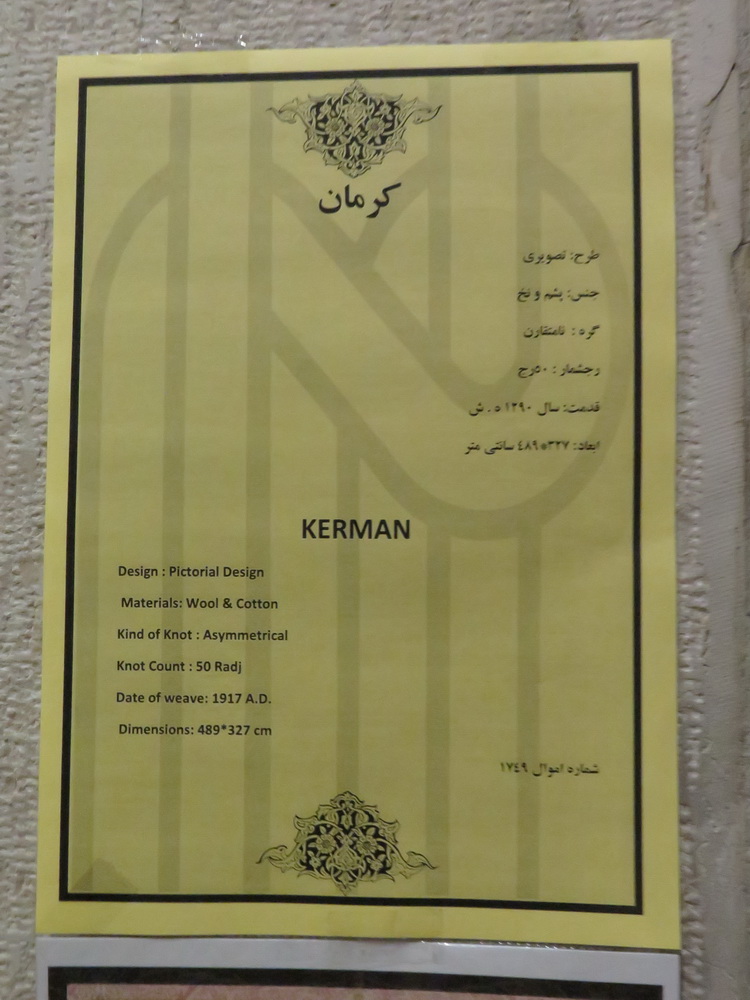 کرمان
طرح: تصویری
جنس: پشم و نخ
گره : نامتقارن
رجشمار : ۵۰رج
قدمت: سال ۱۲۹۰ ه . ش
ابعاد: ۳۲۷*۴۸۹ سانتی متر
KERMAN
Design : Pictorial Design
Materials: Wool & Cotton
Kind of Knot : Asymmetrical
Knot Count : 50 Radj
Date of weave: 1917 A.D.
Dimensions: 489*327 cm
شماره اموال ۱۷۴۹